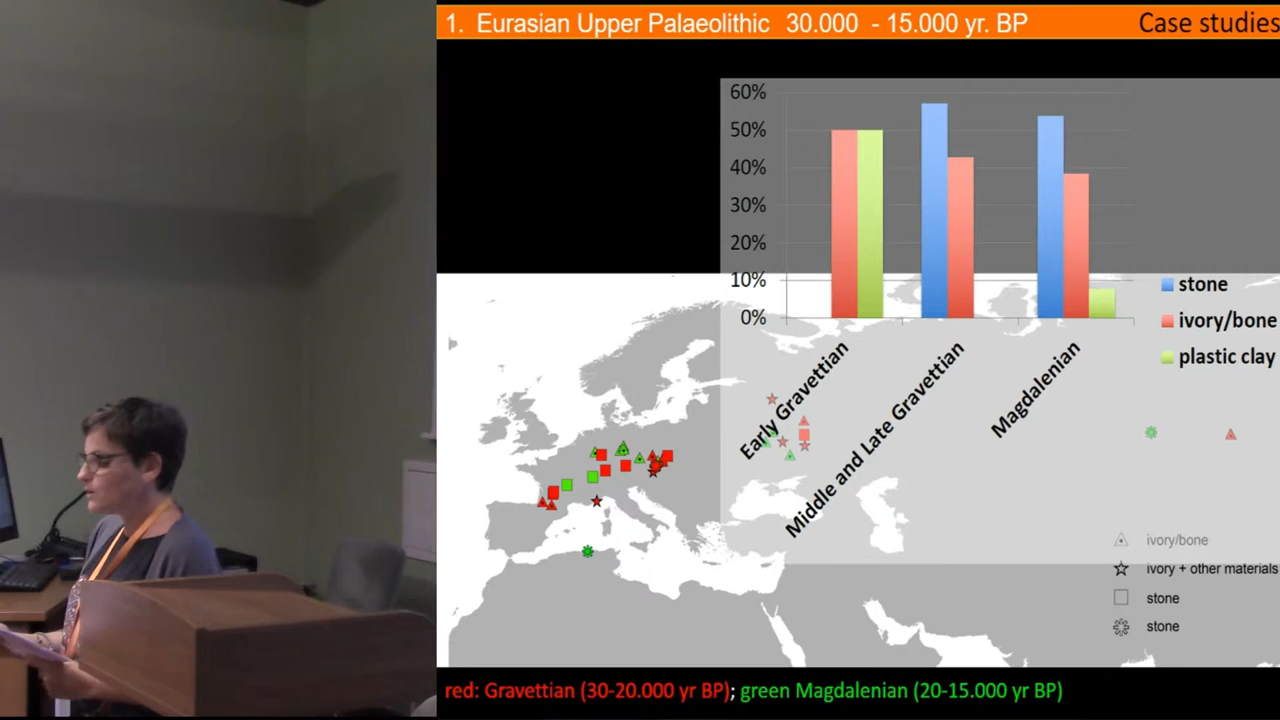 1. Eurasian Upper Palaeolithic 30.000 - 15.000 yr. BP Case studies
60%
50%
40%
30%
20%
10%
0%
stone
ivory/bone
plastic clay
Early Gravettian
Middle and Late Gravettian
Magdalenian
ivory/bone
ivory + other materials
stone
stone
red: Gravettian (30-20.000 yr BP); green Magdalenian (20-15.000 yr BP)